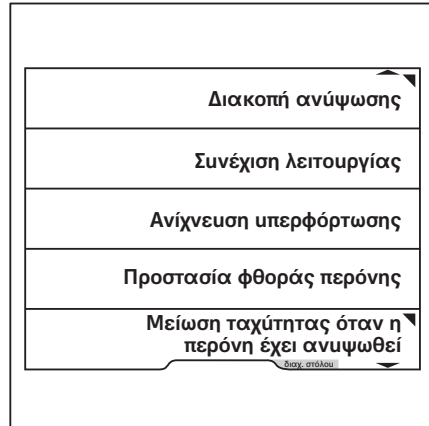 Διακοπή ανύψωσης
Συνέχιση λειτουργίας
Ανίχνευση υπερφόρτωσης
Προστασία φθοράς περόνης
Μείωση ταχύτητας όταν η
περόνη έχει ανυψωθεί
διαχ. στόλου